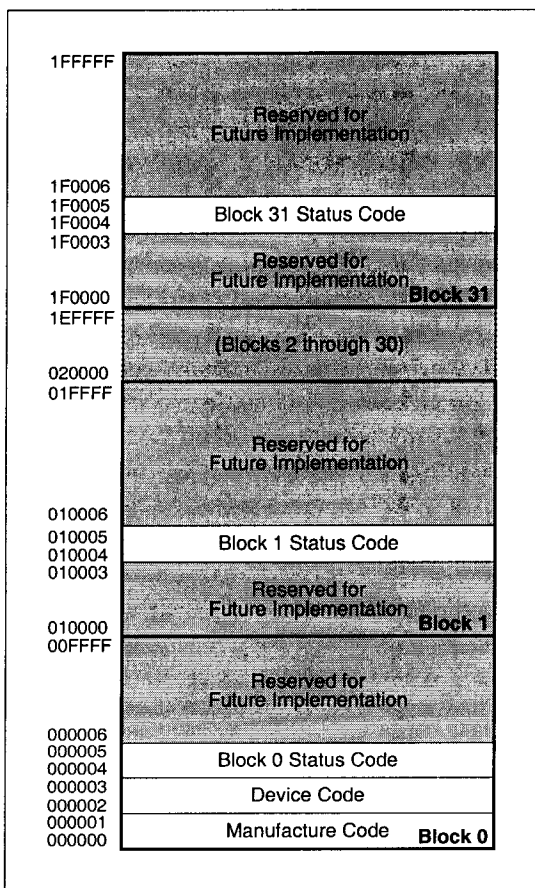 1FFFFF
Reserved for
Future Implementation
1F0006
1F0005
1F0004
Block 31 Status Code
1F0003
Reserved for
Future Implementation
1F0000
Block 31
1EFFFF
(Blocks 2 through 30)
020000
01FFFF
Reserved for
Future Implementation
010006
010005
010004
Block 1 Status Code
010003
Reserved for
Future Implementation
010000
Block 1
00FFFF
Reserved for
Future Implementation
000006
000005
000004
Block 0 Status Code
000003
000002
Device Code
000001
000000
Manufacture Code
Block 0